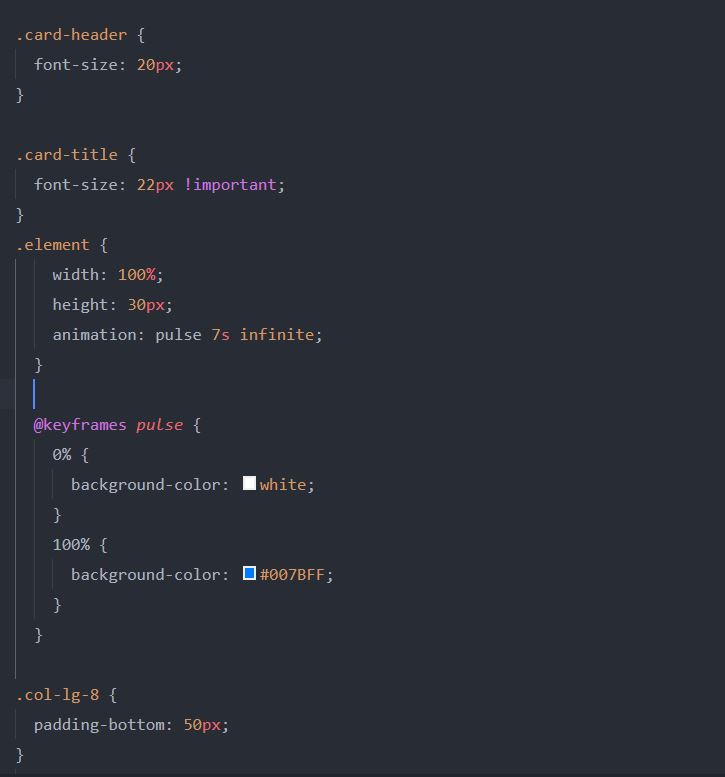 .card-header {
  font-size: 20px;
}

.card-title {
  font-size: 22px !important;
}
.element {
    width: 100%;
    height: 30px;
    animation: pulse 7s infinite;
  }

  @keyframes pulse {
    0% {
      background-color: white;
    }
    100% {
      background-color: #007BFF;
    }
  }

.col-lg-8 {
  padding-bottom: 50px;
}